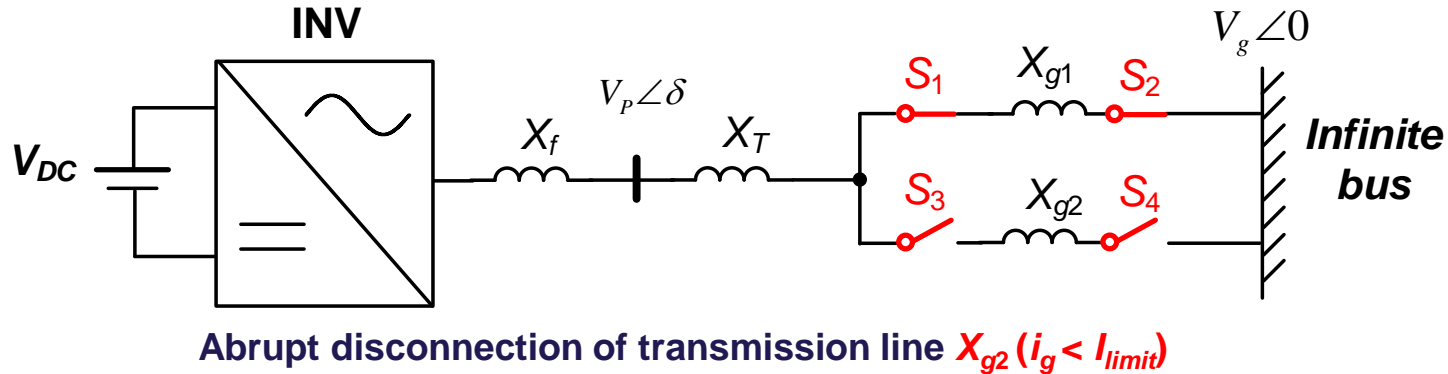 INV
V_g∠0
S_1
X_g1
S_2
V_P∠δ
X_f
X_T
V_DC
Infinite
bus
S_3
X_g2
S_4
Abrupt disconnection of transmission line X_g2 (i_g < I_limit)